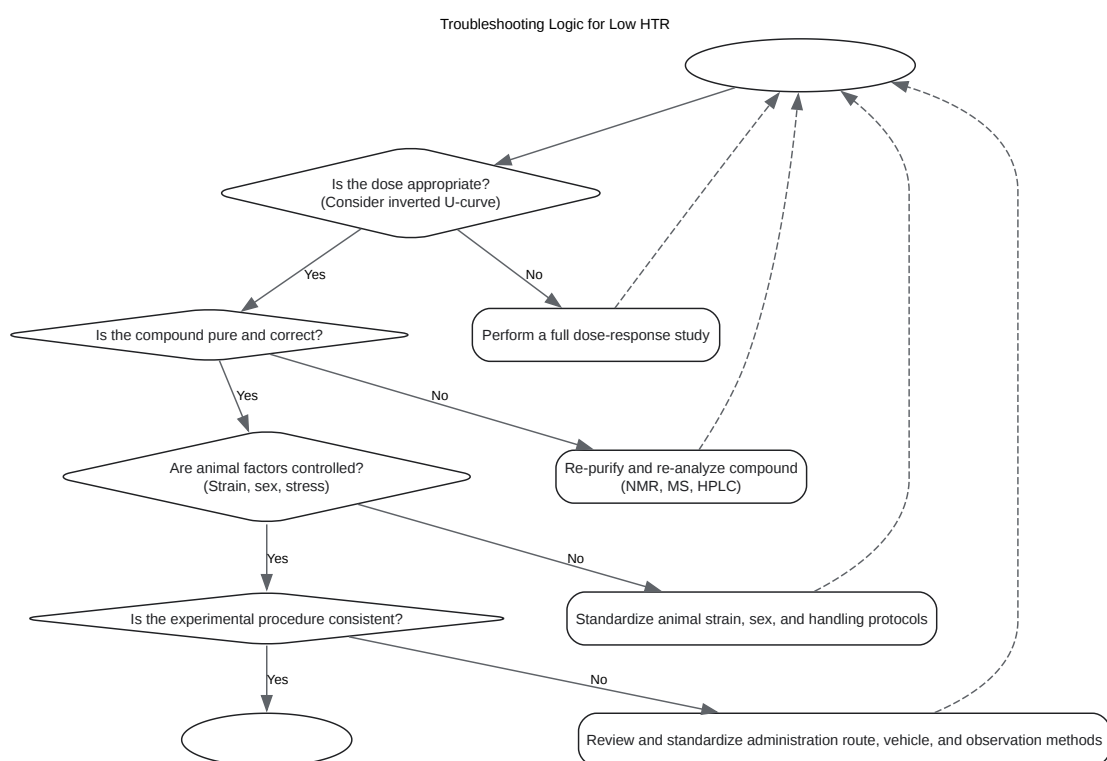 Troubleshooting Logic for Low HTR
Is the dose appropriate?
(Consider inverted U-curve)
Yes
No
Is the compound pure and correct?
Perform a full dose-response study
Yes
No
Are animal factors controlled?
(Strain, sex, stress)
Re-purify and re-analyze compound
(NMR, MS, HPLC)
Yes
No
Is the experimental procedure consistent?
Standardize animal strain, sex, and handling protocols
Yes
No
Review and standardize administration route, vehicle, and observation methods